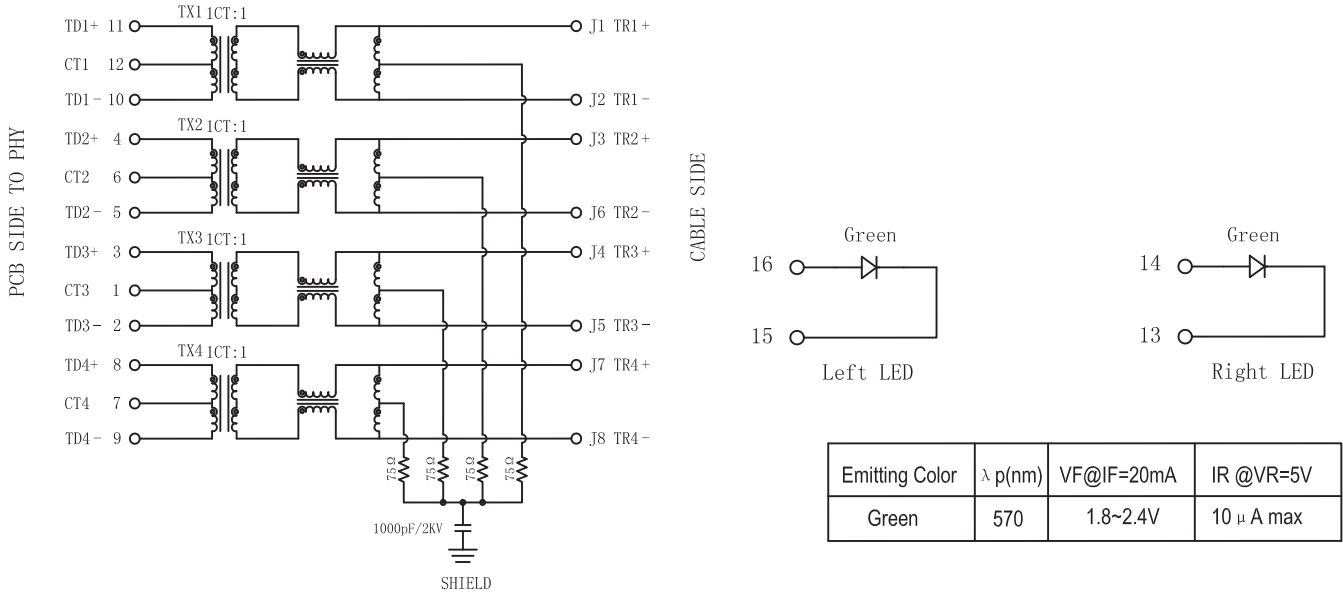 PCB SIDE TO PHY
TX1 1CT:1
TD1+ 11
J1 TR1+
CT1 12
TD1- 10
J2 TR1-
TX2 1CT:1
TD2+ 4
J3 TR2+
CT2 6
TD2- 5
J6 TR2-
TX3 1CT:1
TD3+ 3
J4 TR3+
CT3 1
TD3- 2
J5 TR3-
TX4 1CT:1
TD4+ 8
J7 TR4+
CT4 7
TD4- 9
J8 TR4-
75Ω 75Ω 75Ω 75Ω
1000pF/2KV
SHIELD
CABLE SIDE
Green
16
15
Left LED
Green
14
13
Right LED
Emitting Color λp(nm) VF@IF=20mA IR @VR=5V
Green 570 1.8~2.4V 10 μA max